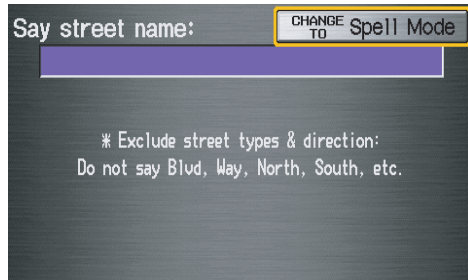 Say street name:
CHANGE TO Spell Mode
* Exclude street types & direction:
Do not say Blvd, Way, North, South, etc.